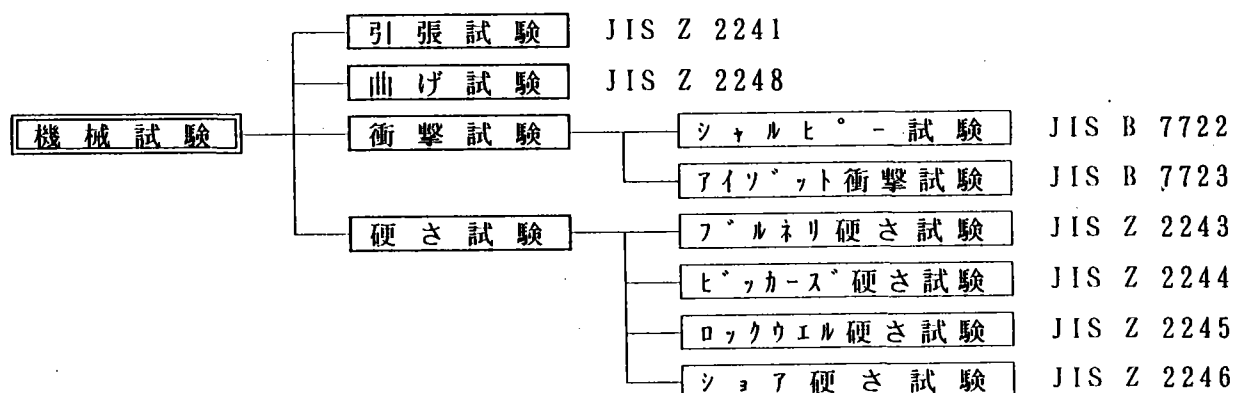 引張試験 JIS Z 2241
曲げ試験 JIS Z 2248
機械試験 衝撃試験 シャルピー試験 JIS B 7722
アイゾット衝撃試験 JIS B 7723
硬さ試験 ブルネリ硬さ試験 JIS Z 2243
ビッカーズ硬さ試験 JIS Z 2244
ロックウエル硬さ試験 JIS Z 2245
ショア硬さ試験 JIS Z 2246